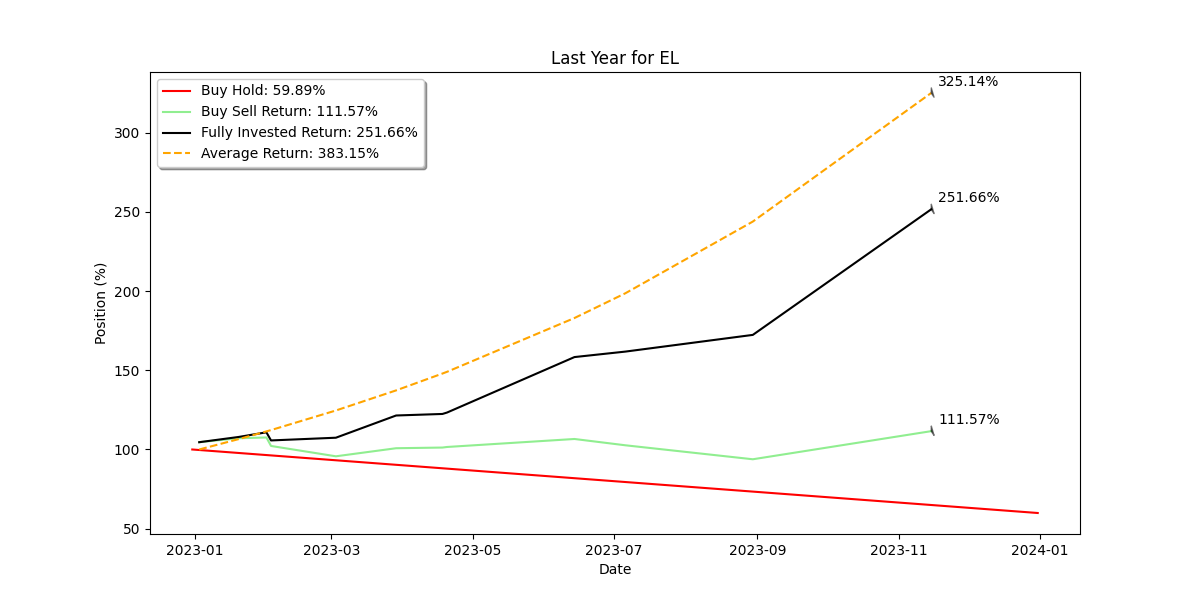 Last Year for EL
Buy Hold: 59.89%
Buy Sell Return: 111.57%
Fully Invested Return: 251.66%
Average Return: 383.15%
325.14%
251.66%
111.57%
Position (%)
300
250
200
150
100
50
2023-01
2023-03
2023-05
2023-07
2023-09
2023-11
2024-01
Date